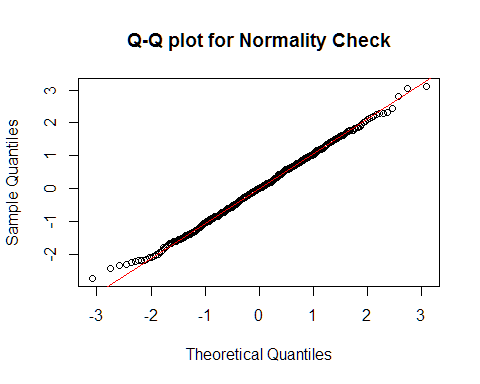 Q-Q plot for Normality Check
Sample Quantiles
3
2
1
0
-1
-2
-3 -2 -1 0 1 2 3
Theoretical Quantiles